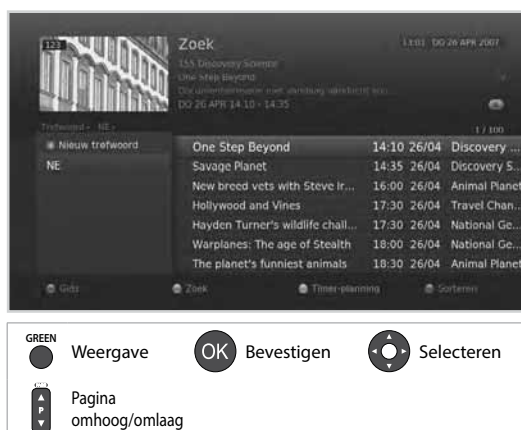 123
Zoek
13:01 DO 26 APR 2007
155 Discovery Science
One Step Beyond
DO 26 APR 14:10 - 14:35
Trefwoord - NE
1 / 100
Nieuw trefwoord
NE
One Step Beyond 14:10 26/04 Discovery ...
Savage Planet 14:35 26/04 Discovery S...
New breed vets with Steve Ir... 16:00 26/04 Animal Planet
Hollywood and Vines 17:30 26/04 Travel Chan...
Hayden Turner's wildlife chall... 17:30 26/04 National Ge...
Warplanes: The age of Stealth 18:00 26/04 National Ge...
The planet's funniest animals 18:30 26/04 Animal Planet
Gids Zoek Timer-planning Sorteren
GREEN Weergave OK Bevestigen Selecteren
P Pagina
omhoog/omlaag